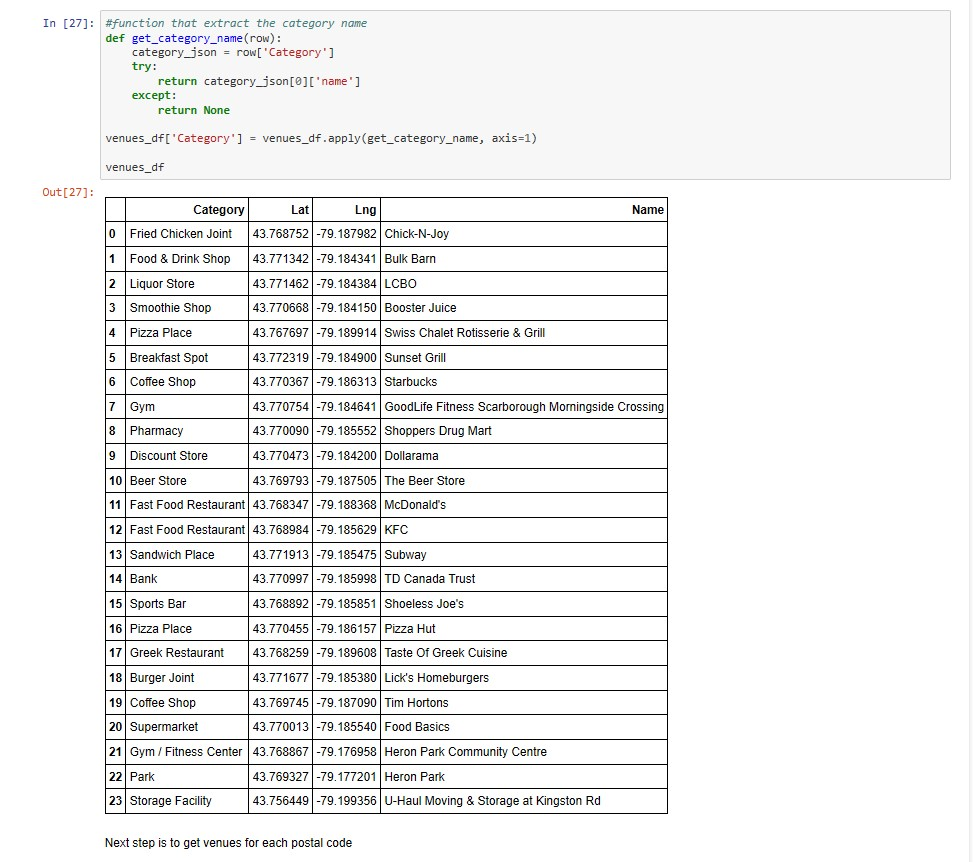 In [27]: #function that extract the category name
def get_category_name(row):
    category_json = row['Category']
    try:
        return category_json[0]['name']
    except:
        return None

venues_df['Category'] = venues_df.apply(get_category_name, axis=1)

venues_df
Out[27]:
Category Lat Lng Name
0 Fried Chicken Joint 43.768752 -79.187982 Chick-N-Joy
1 Food & Drink Shop 43.771342 -79.184341 Bulk Barn
2 Liquor Store 43.771462 -79.184384 LCBO
3 Smoothie Shop 43.770668 -79.184150 Booster Juice
4 Pizza Place 43.767697 -79.189914 Swiss Chalet Rotisserie & Grill
5 Breakfast Spot 43.772319 -79.184900 Sunset Grill
6 Coffee Shop 43.770367 -79.186313 Starbucks
7 Gym 43.770754 -79.184641 GoodLife Fitness Scarborough Morningside Crossing
8 Pharmacy 43.770090 -79.185552 Shoppers Drug Mart
9 Discount Store 43.770473 -79.184200 Dollarama
10 Beer Store 43.769793 -79.187505 The Beer Store
11 Fast Food Restaurant 43.768347 -79.188368 McDonald's
12 Fast Food Restaurant 43.768984 -79.185629 KFC
13 Sandwich Place 43.771913 -79.185475 Subway
14 Bank 43.770997 -79.185998 TD Canada Trust
15 Sports Bar 43.768892 -79.185851 Shoeless Joe's
16 Pizza Place 43.770455 -79.186157 Pizza Hut
17 Greek Restaurant 43.768259 -79.189608 Taste Of Greek Cuisine
18 Burger Joint 43.771677 -79.185380 Lick's Homeburgers
19 Coffee Shop 43.769745 -79.187090 Tim Hortons
20 Supermarket 43.770013 -79.185540 Food Basics
21 Gym / Fitness Center 43.768867 -79.176958 Heron Park Community Centre
22 Park 43.769327 -79.177201 Heron Park
23 Storage Facility 43.756449 -79.199356 U-Haul Moving & Storage at Kingston Rd
Next step is to get venues for each postal code